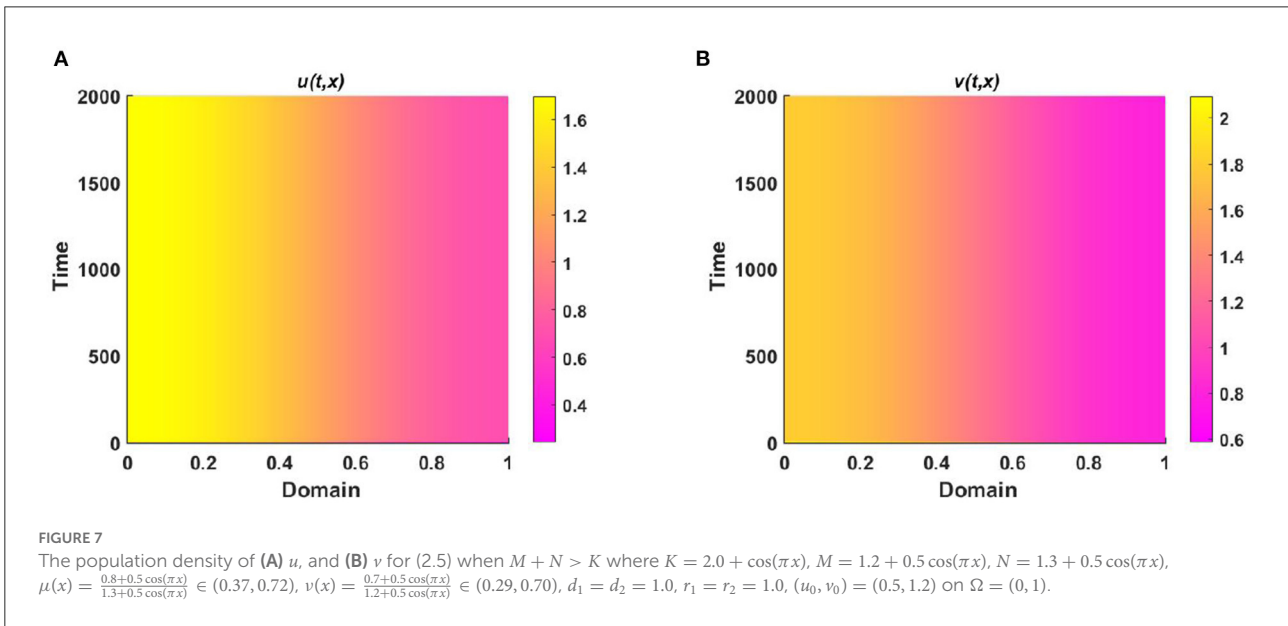 A
u(t,x)
2000
1500
1000
500
0
Time
0 0.2 0.4 0.6 0.8 1
Domain
1.6
1.4
1.2
1
0.8
0.6
0.4
B
v(t,x)
2000
1500
1000
500
0
Time
0 0.2 0.4 0.6 0.8 1
Domain
2
1.8
1.6
1.4
1.2
1
0.8
0.6
FIGURE 7
The population density of (A) u, and (B) v for (2.5) when M + N > K where K = 2.0 + cos(πx), M = 1.2 + 0.5 cos(πx), N = 1.3 + 0.5 cos(πx),
μ(x) = \frac{0.8+0.5 cos(πx)}{1.3+0.5 cos(πx)} ∈ (0.37, 0.72), ν(x) = \frac{0.7+0.5 cos(πx)}{1.2+0.5 cos(πx)} ∈ (0.29, 0.70), d₁ = d₂ = 1.0, r₁ = r₂ = 1.0, (u₀, v₀) = (0.5, 1.2) on Ω = (0, 1).